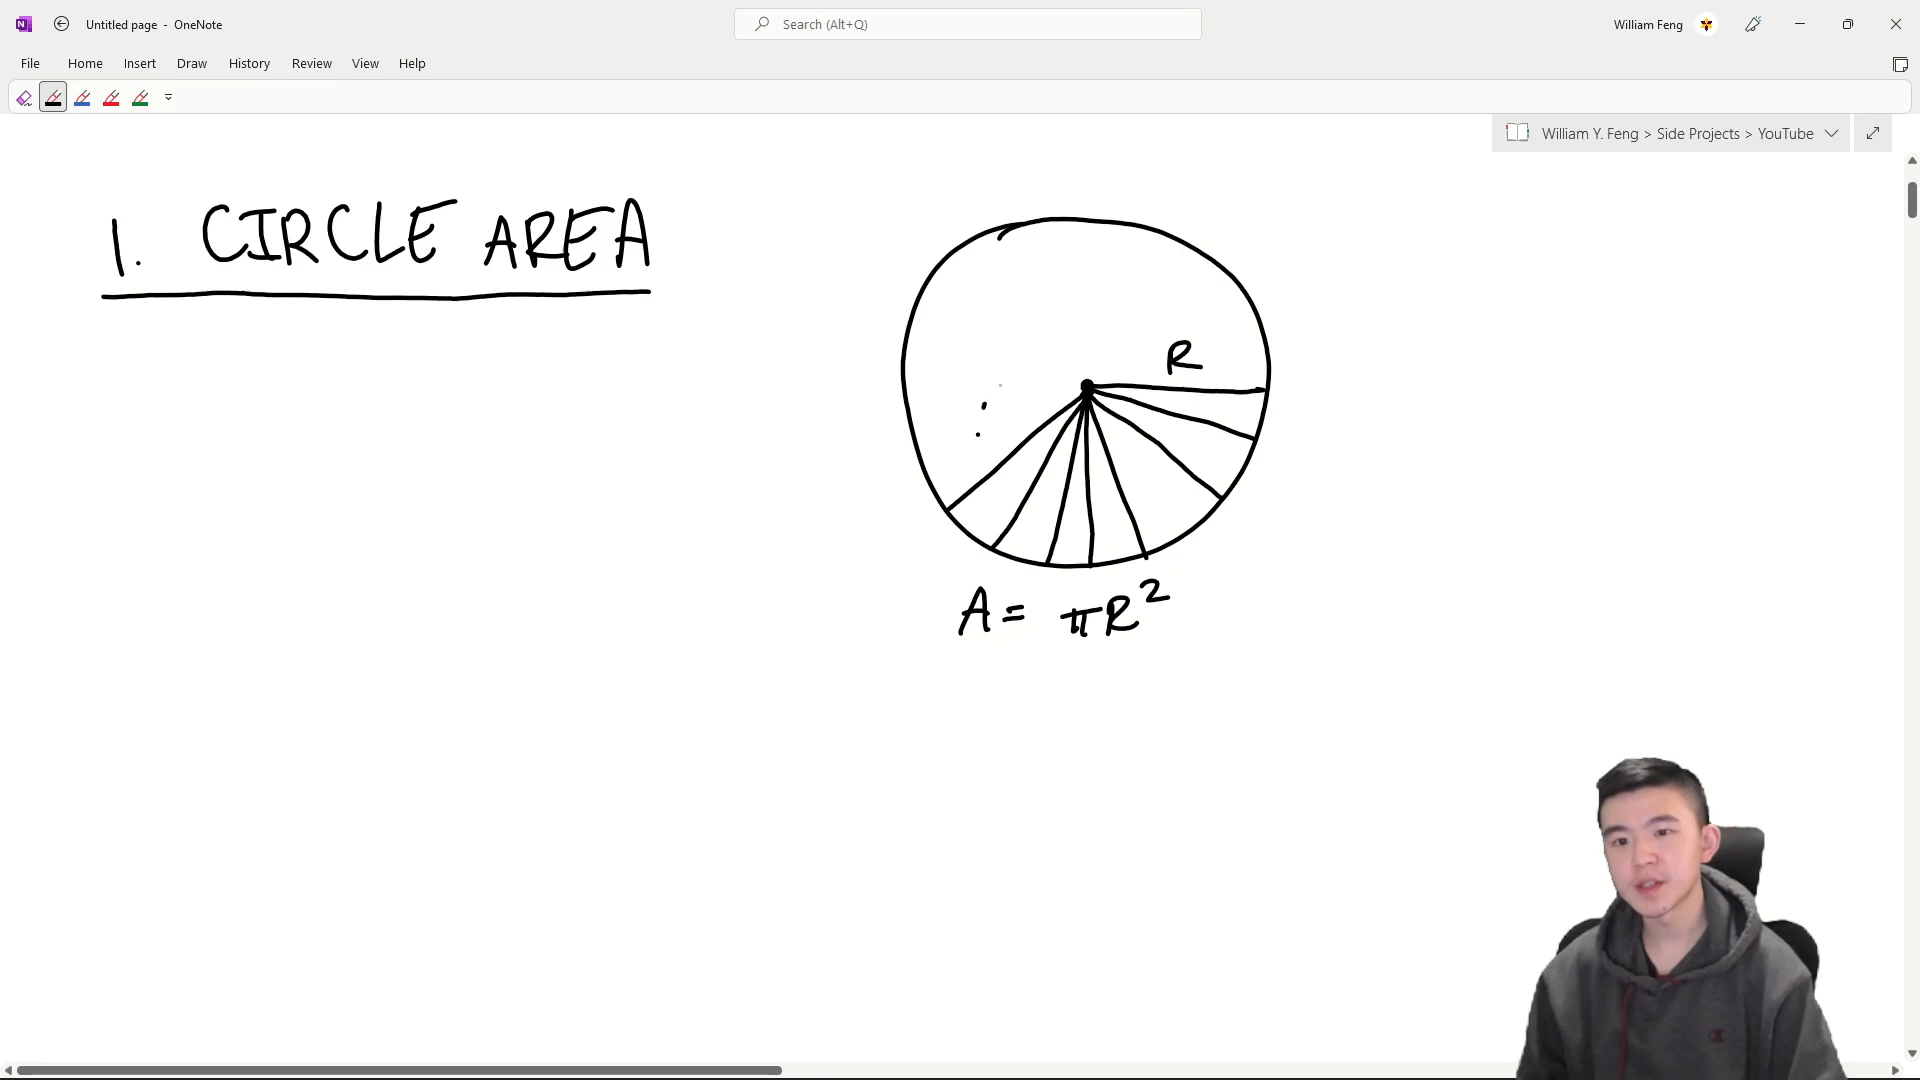 Untitled page - OneNote
Search (Alt+Q)
William Feng
File Home Insert Draw History Review View Help
William Y. Feng > Side Projects > YouTube
1. CIRCLE AREA
R
A = πR²